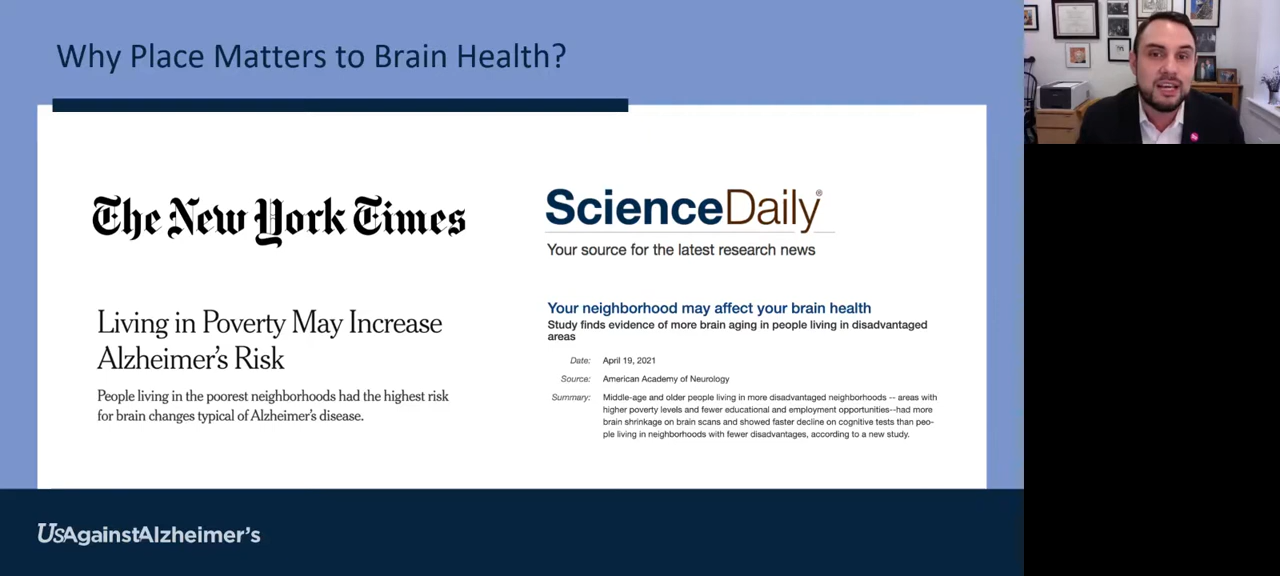 Why Place Matters to Brain Health?
The New York Times
Living in Poverty May Increase
Alzheimer's Risk
People living in the poorest neighborhoods had the highest risk
for brain changes typical of Alzheimer's disease.
ScienceDaily®
Your source for the latest research news
Your neighborhood may affect your brain health
Study finds evidence of more brain aging in people living in disadvantaged
areas
Date: April 19, 2021
Source: American Academy of Neurology
Summary: Middle-age and older people living in more disadvantaged neighborhoods -- areas with
higher poverty levels and fewer educational and employment opportunities--had more
brain shrinkage on brain scans and showed faster decline on cognitive tests than peo-
ple living in neighborhoods with fewer disadvantages, according to a new study.
UsAgainstAlzheimer's